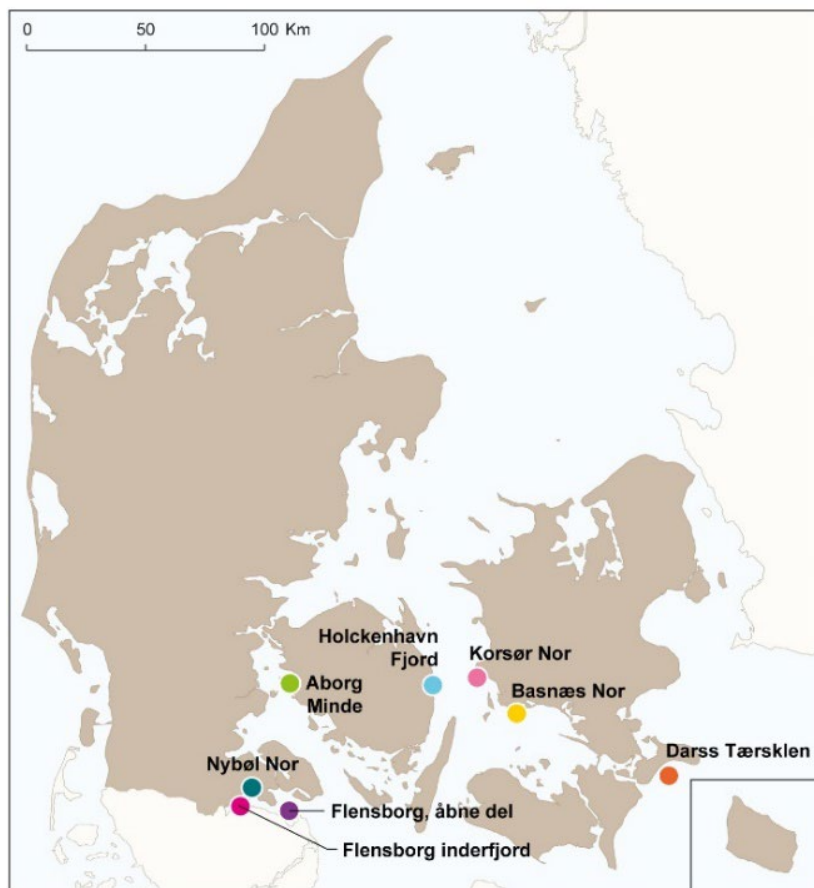 0 50 100 Km
Holckenhavn
Fjord
Korsør Nor
Aborg
Minde
Basnæs Nor
Darss Tærsklen
Nybøl Nor
Flensborg, åbne del
Flensborg inderfjord